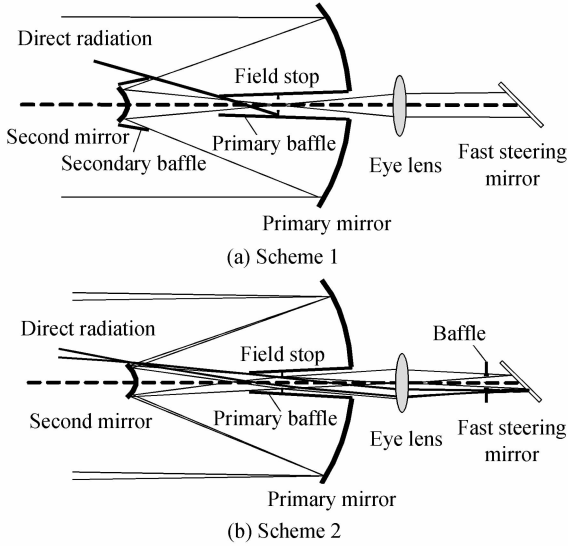 Direct radiation
Field stop
Second mirror
Secondary baffle
Primary baffle
Eye lens
Fast steering
mirror
Primary mirror
(a) Scheme 1
Direct radiation
Baffle
Field stop
Second mirror
Primary baffle
Eye lens
Fast steering
mirror
Primary mirror
(b) Scheme 2